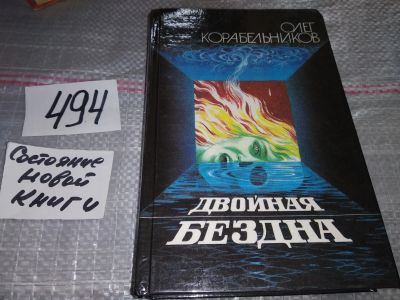 494
Состояние
новой
книги
ОЛЕГ
КОРАБЕЛЬНИКОВ
ДВОЙНАЯ
БЕЗДНА